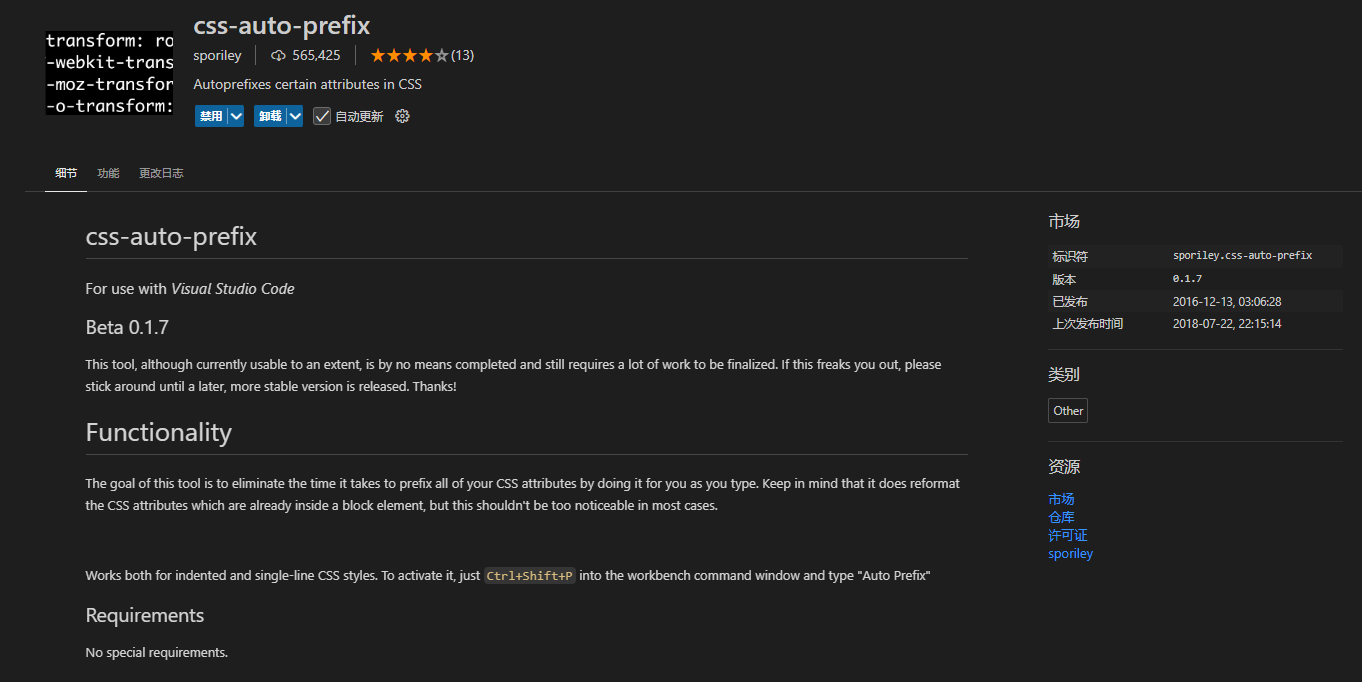 transform: ro
-webkit-trans
-moz-transfor
-o-transform:
css-auto-prefix
sporiley
565,425
(13)
Autoprefixes certain attributes in CSS
禁用
卸载
自动更新
细节
功能
更改日志
css-auto-prefix
For use with Visual Studio Code
Beta 0.1.7
This tool, although currently usable to an extent, is by no means completed and still requires a lot of work to be finalized. If this freaks you out, please
stick around until a later, more stable version is released. Thanks!
Functionality
The goal of this tool is to eliminate the time it takes to prefix all of your CSS attributes by doing it for you as you type. Keep in mind that it does reformat
the CSS attributes which are already inside a block element, but this shouldn't be too noticeable in most cases.
Works both for indented and single-line CSS styles. To activate it, just Ctrl+Shift+P into the workbench command window and type "Auto Prefix"
Requirements
No special requirements.
市场
标识符 sporiley.css-auto-prefix
版本 0.1.7
已发布 2016-12-13, 03:06:28
上次发布时间 2018-07-22, 22:15:14
类别
Other
资源
市场
仓库
许可证
sporiley